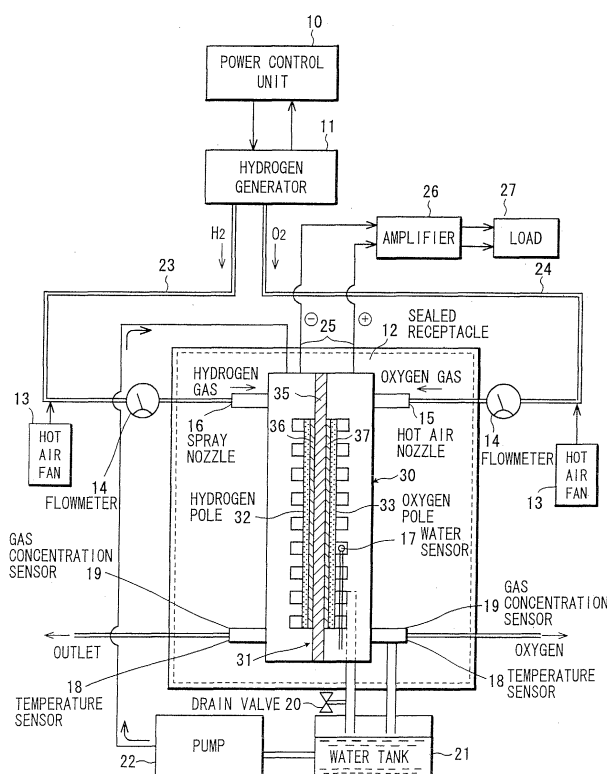 10
POWER CONTROL
UNIT
11
HYDROGEN
GENERATOR
26
27
AMPLIFIER
LOAD
H2
O2
23
24
⊖
25
⊕
12
SEALED
RECEPTACLE
HYDROGEN
GAS
35
OXYGEN GAS
13
HOT
AIR
FAN
14
FLOWMETER
16
SPRAY
NOZZLE
36
37
15
HOT AIR
NOZZLE
14
FLOWMETER
HOT
AIR
FAN
13
30
HYDROGEN
POLE
32
33
OXYGEN
POLE
17
WATER
SENSOR
GAS
CONCENTRATION
SENSOR
19
19
GAS
CONCENTRATION
SENSOR
OUTLET
31
OXYGEN
18
TEMPERATURE
SENSOR
18
TEMPERATURE
SENSOR
DRAIN VALVE 20
PUMP
22
WATER TANK
21